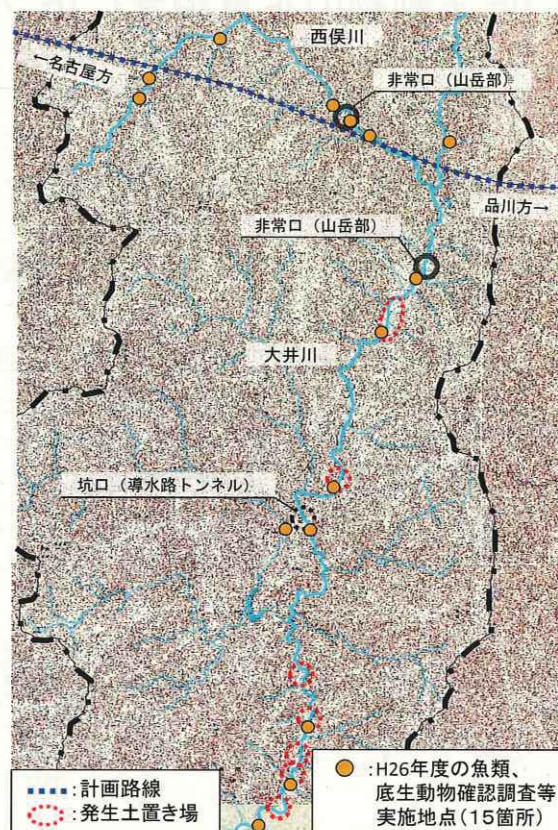 西俣川
←名古屋方
非常口（山岳部）
品川方→
非常口（山岳部）
大井川
坑口（導水路トンネル）
:計画路線
:発生土置き場
:H26年度の魚類、
底生動物確認調査等
実施地点（15箇所）